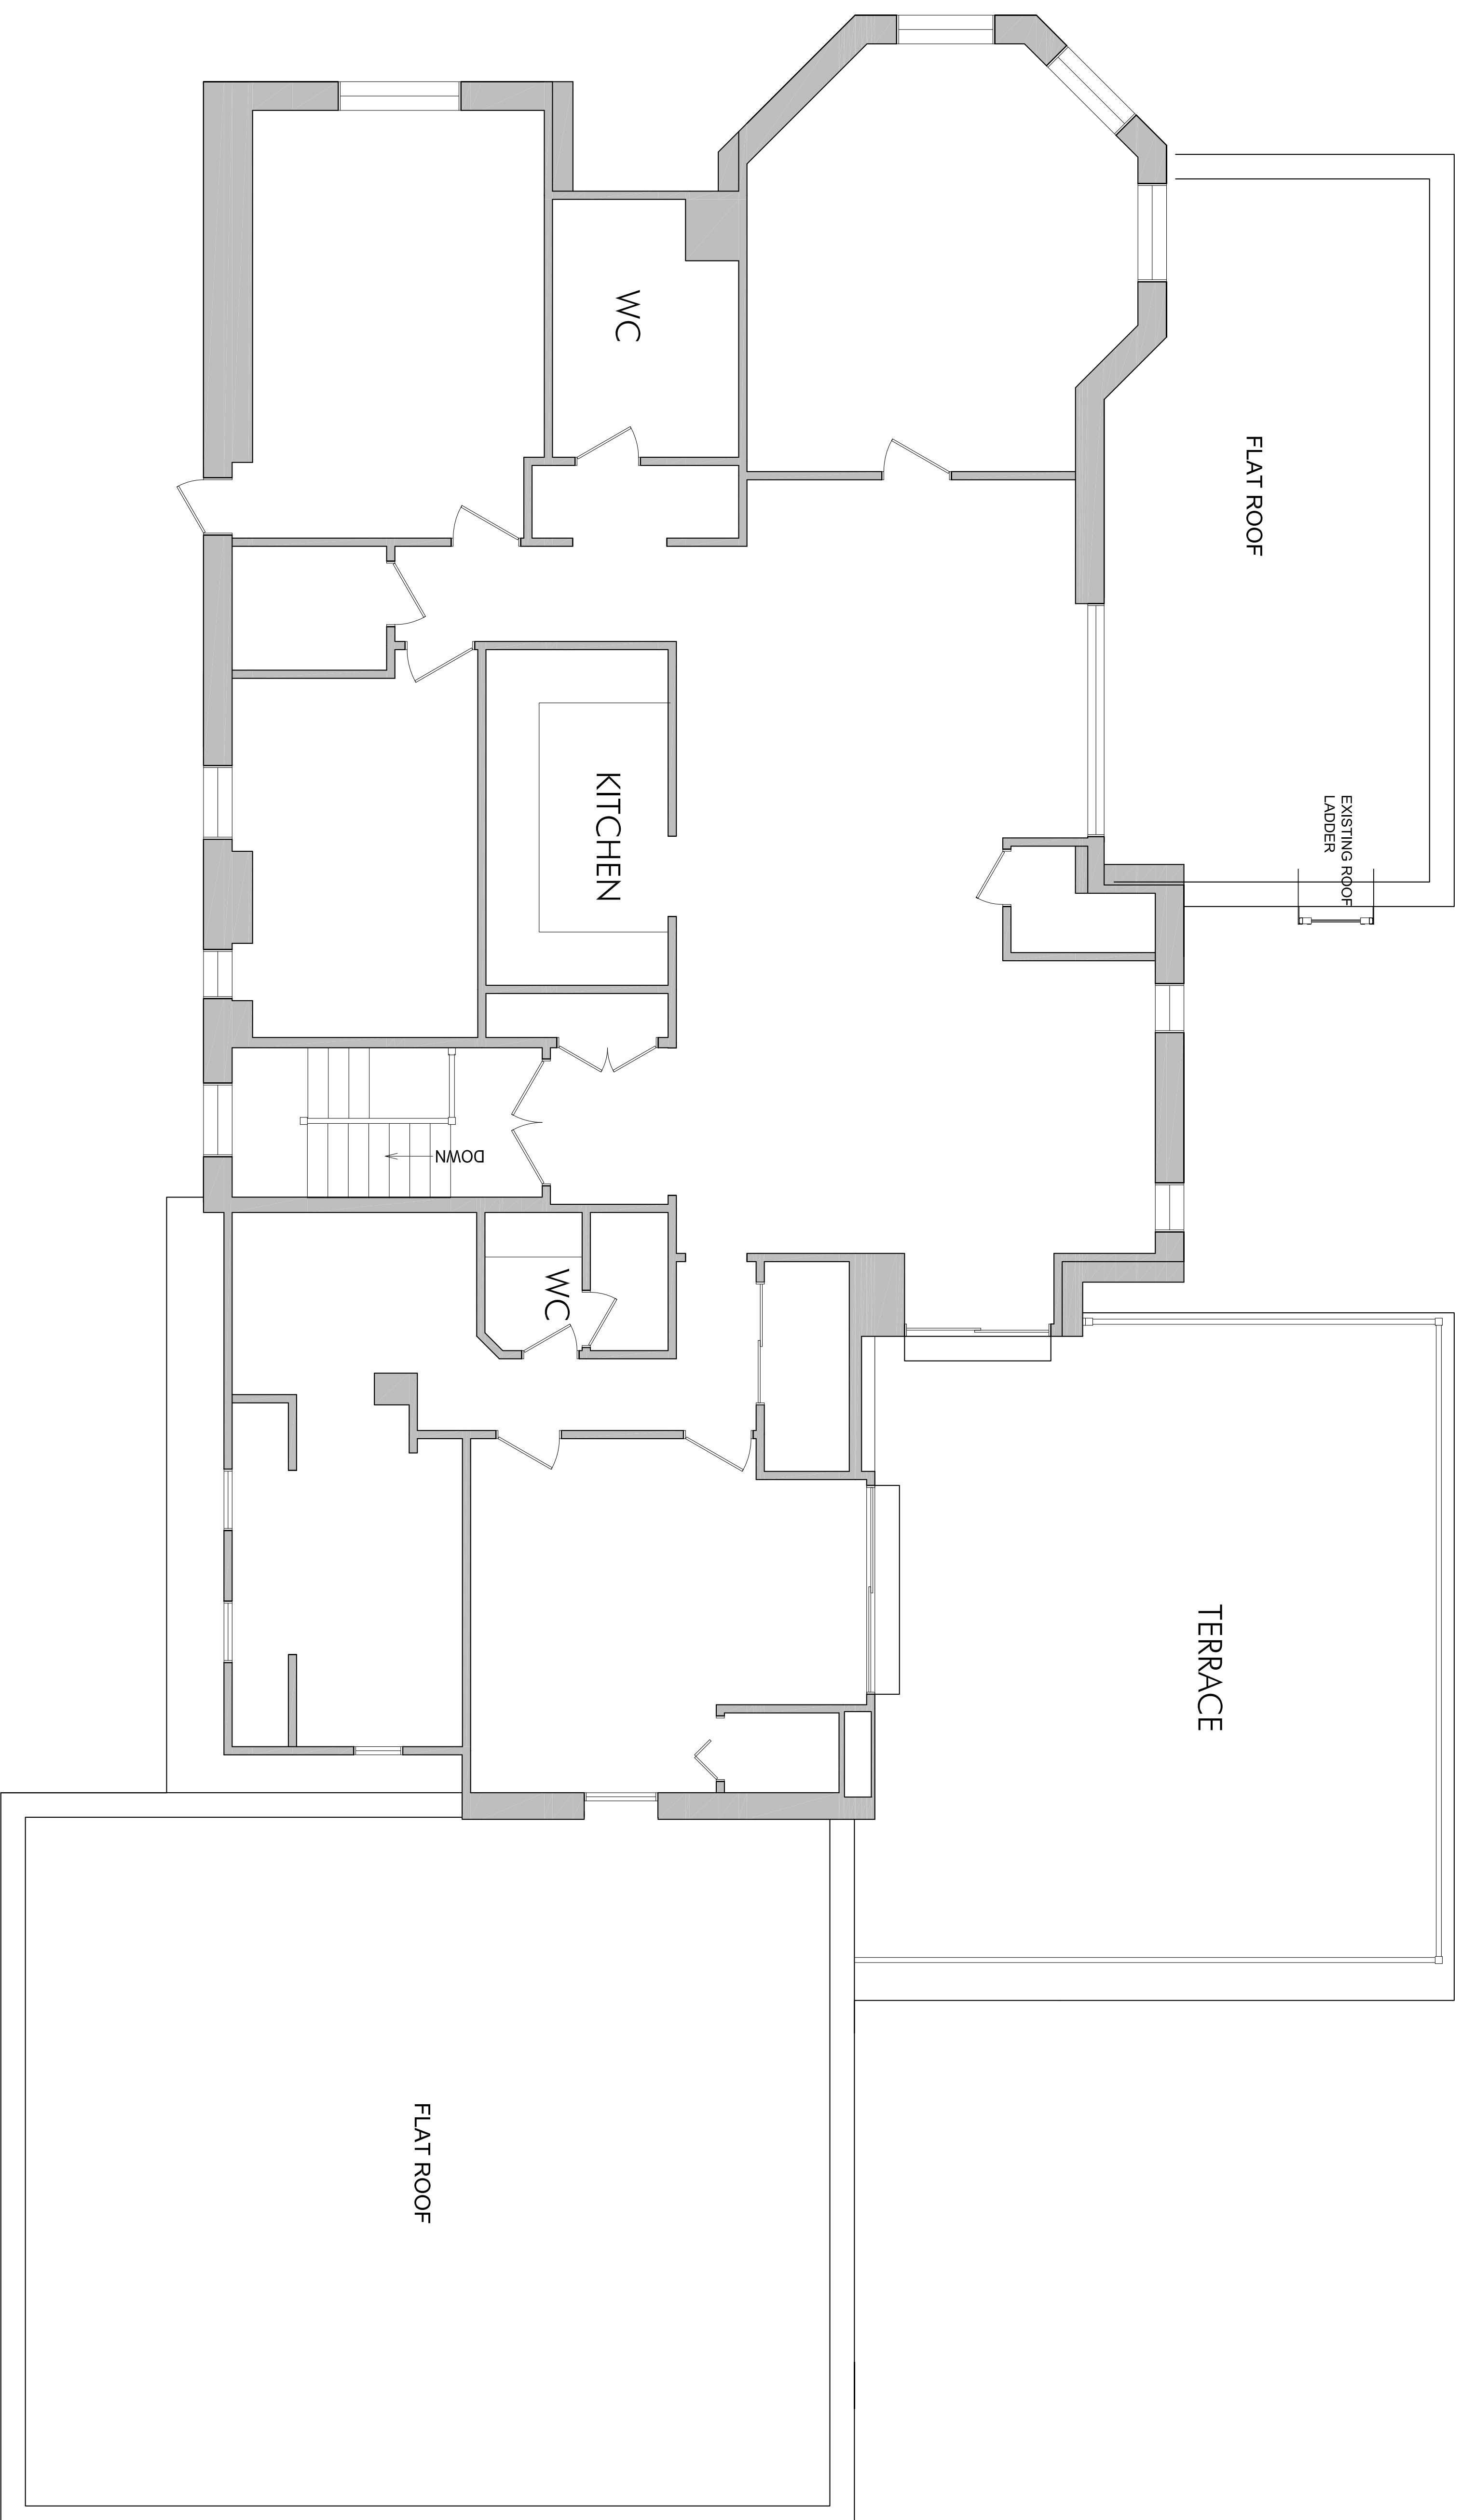 WC
FLAT ROOF
EXISTING ROOF
LADDER
KITCHEN
DOWN
WC
TERRACE
FLAT ROOF